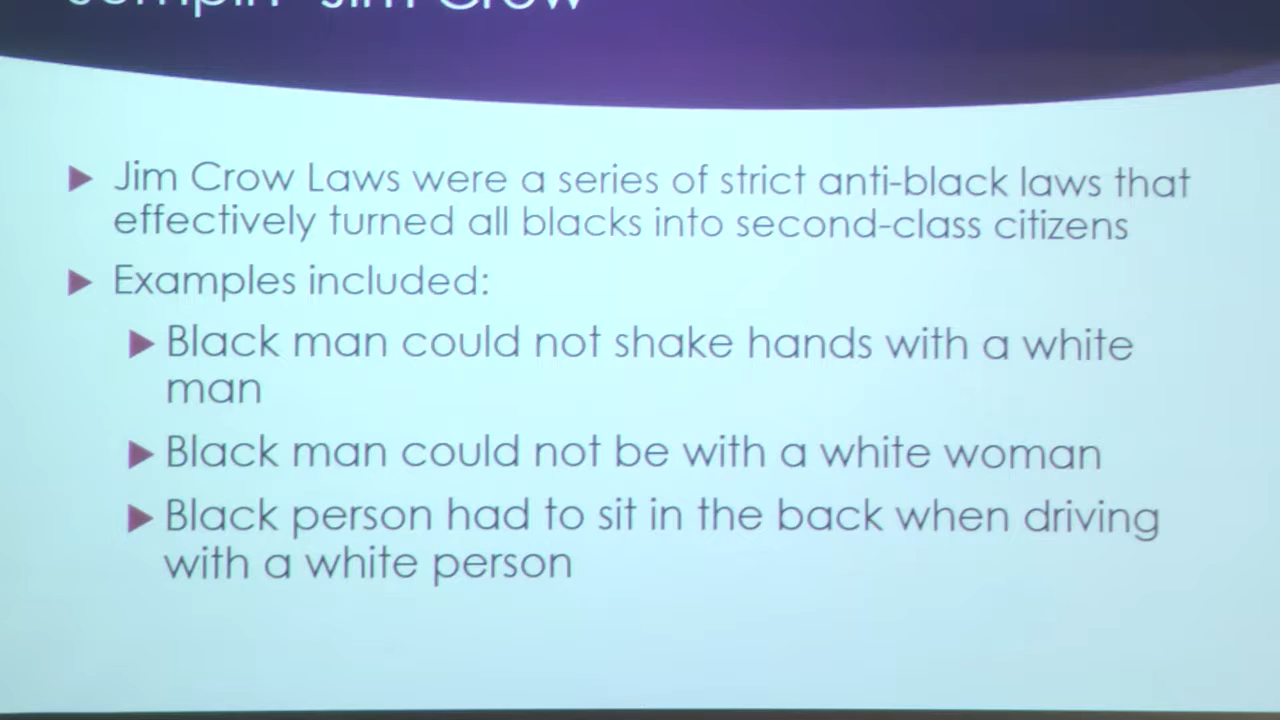 Jim Crow
Jim Crow Laws were a series of strict anti-black laws that
effectively turned all blacks into second-class citizens
Examples included:
Black man could not shake hands with a white
man
Black man could not be with a white woman
Black person had to sit in the back when driving
with a white person